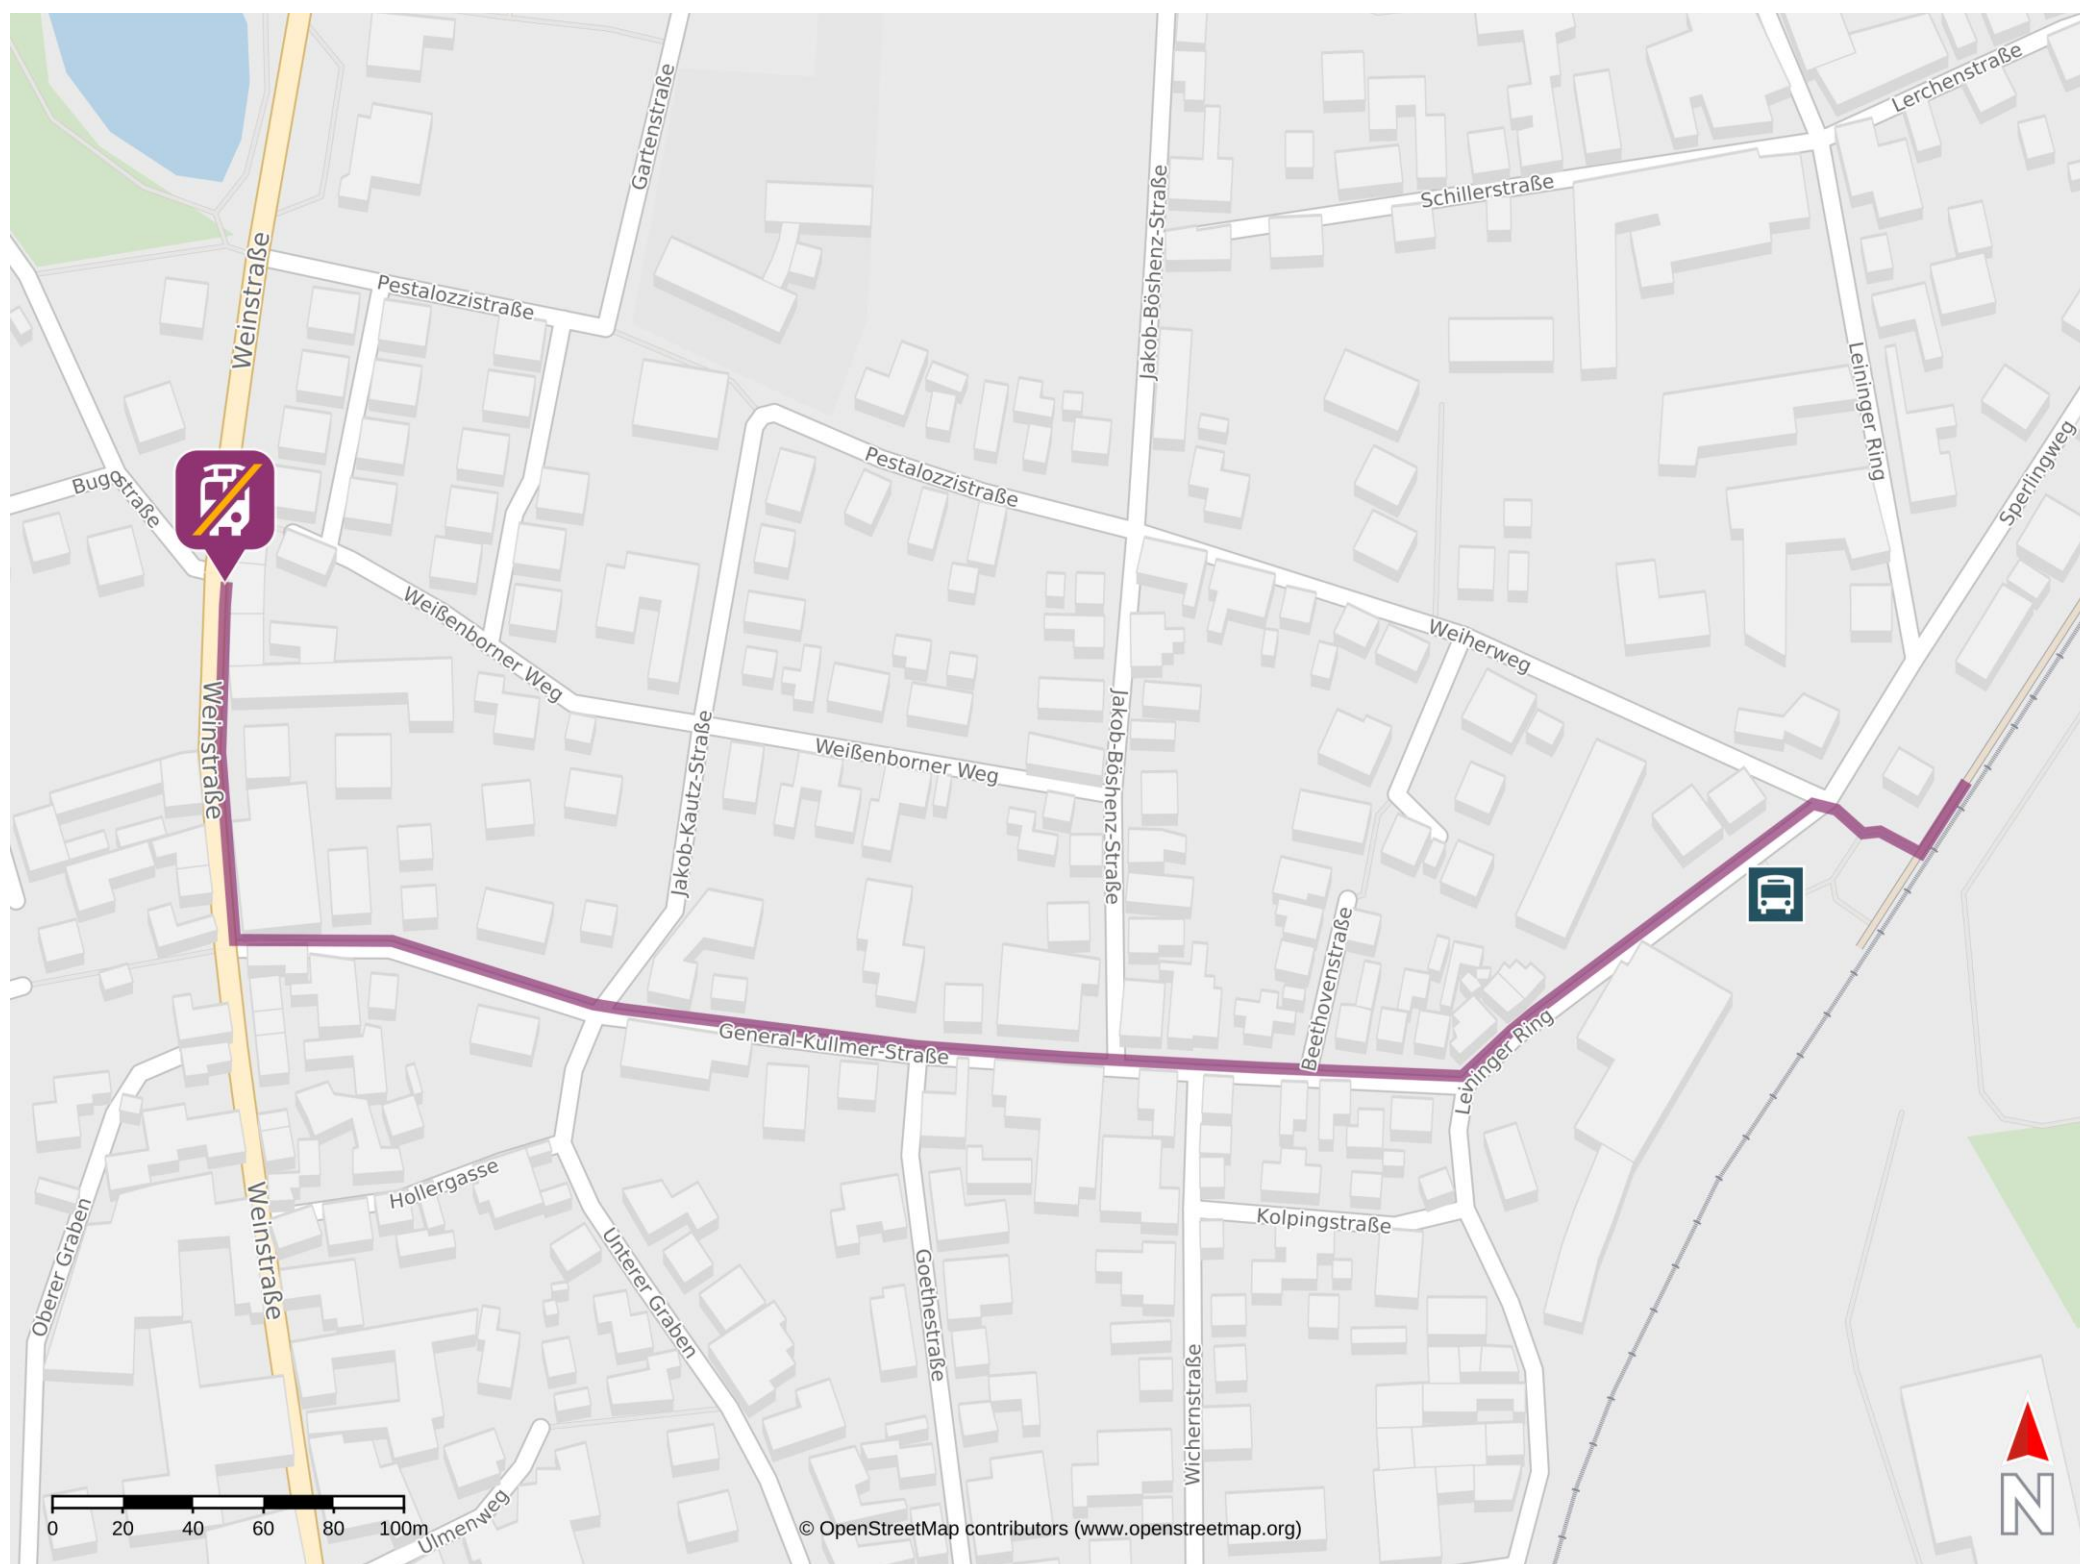 Lerchenstraße
Gartenstraße
Schillerstraße
Jakob-Böshenz-Straße
Weinstraße
Pestalozzistraße
Leininger Ring
Sperlingweg
Pestalozzistraße
straße
Weißenborner Weg
Weiherweg
Weinstraße
Jakob-Kautz-Straße
Weißenborner Weg
Jakob-Böshenz-Straße
Beethovenstraße
General-Kullmer-Straße
Leininger Ring
Hollergasse
Kolpingstraße
Oberer Graben
Weinstraße
Unterer Graben
Goethestraße
Wichernstraße
Ulmenweg
N
0 20 40 60 80 100m
© OpenStreetMap contributors (www.openstreetmap.org)